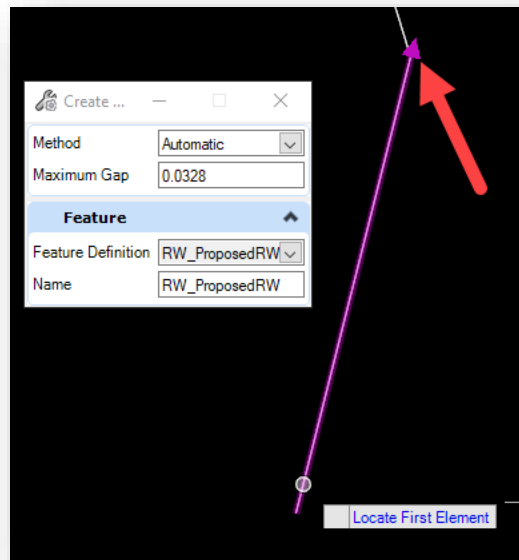 Create ...
Method Automatic
Maximum Gap 0.0328
Feature
Feature Definition RW_ProposedRW
Name RW_ProposedRW
Locate First Element